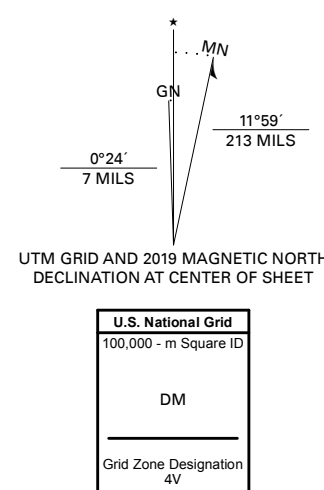 ★
MN
GN
11°59´
213 MILS
0°24´
7 MILS
UTM GRID AND 2019 MAGNETIC NORTH
DECLINATION AT CENTER OF SHEET
U.S. National Grid
100,000 - m Square ID
DM
Grid Zone Designation
4V